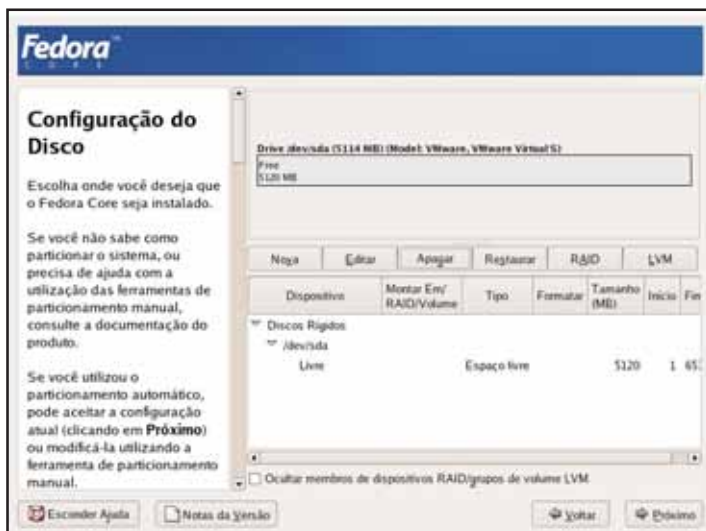 Fedora™
CORE
Configuração do
Disco
Escolha onde você deseja que
o Fedora Core seja instalado.
Se você não sabe como
particionar o sistema, ou
precisa de ajuda com a
utilização das ferramentas de
particionamento manual,
consulte a documentação do
produto.
Se você utilizou o
particionamento automático,
pode aceitar a configuração
atual (clicando em Próximo)
ou modificá-la utilizando a
ferramenta de particionamento
manual.
Drive /dev/sda (5114 MB) (Model: VMware, VMware Virtual S)
Free
5120 MB
Nova Editar Apagar Restaurar RAID LVM
Dispositivo Montar Em/ RAID/Volume Tipo Formatar Tamanho (MB) Início Fim
Discos Rígidos
/dev/sda
Livre Espaço livre 5120 1
Ocultar membros de dispositivos RAID/grupos de volume LVM
Esconder Ajuda Notas da Versão Voltar Próximo